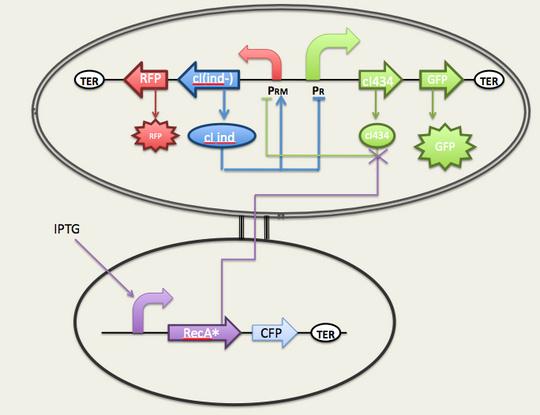 TER
RFP
cI(ind-)
cI434
GFP
TER
PRM
PR
RFP
cI ind
cI434
GFP
IPTG
RecA*
CFP
TER